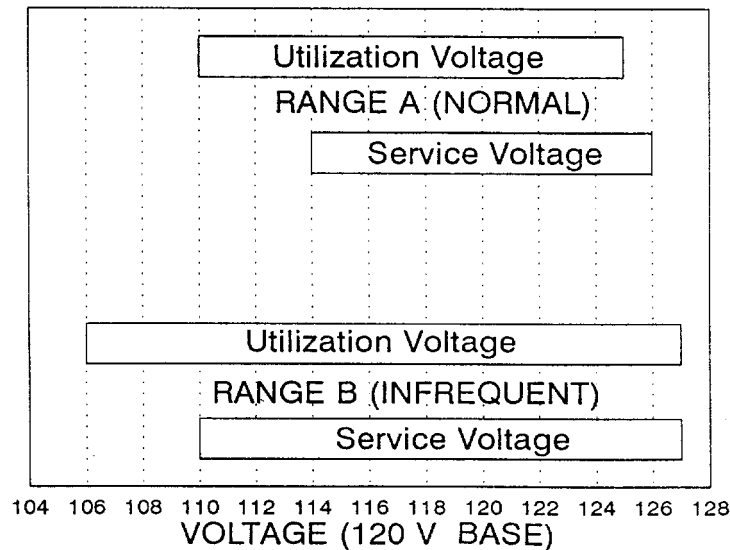 Utilization Voltage
RANGE A (NORMAL)
Service Voltage
Utilization Voltage
RANGE B (INFREQUENT)
Service Voltage
104 106 108 110 112 114 116 118 120 122 124 126 128
VOLTAGE (120 V BASE)